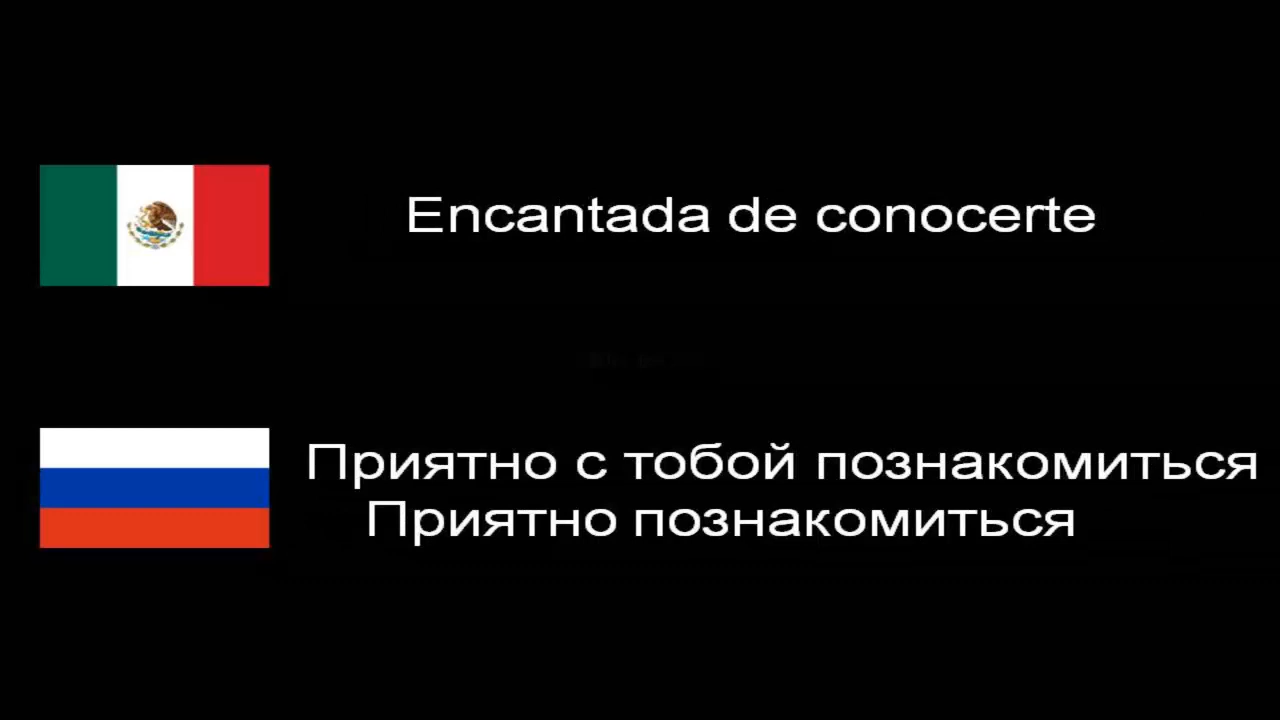 Encantada de conocerte
Приятно с тобой познакомиться
Приятно познакомиться